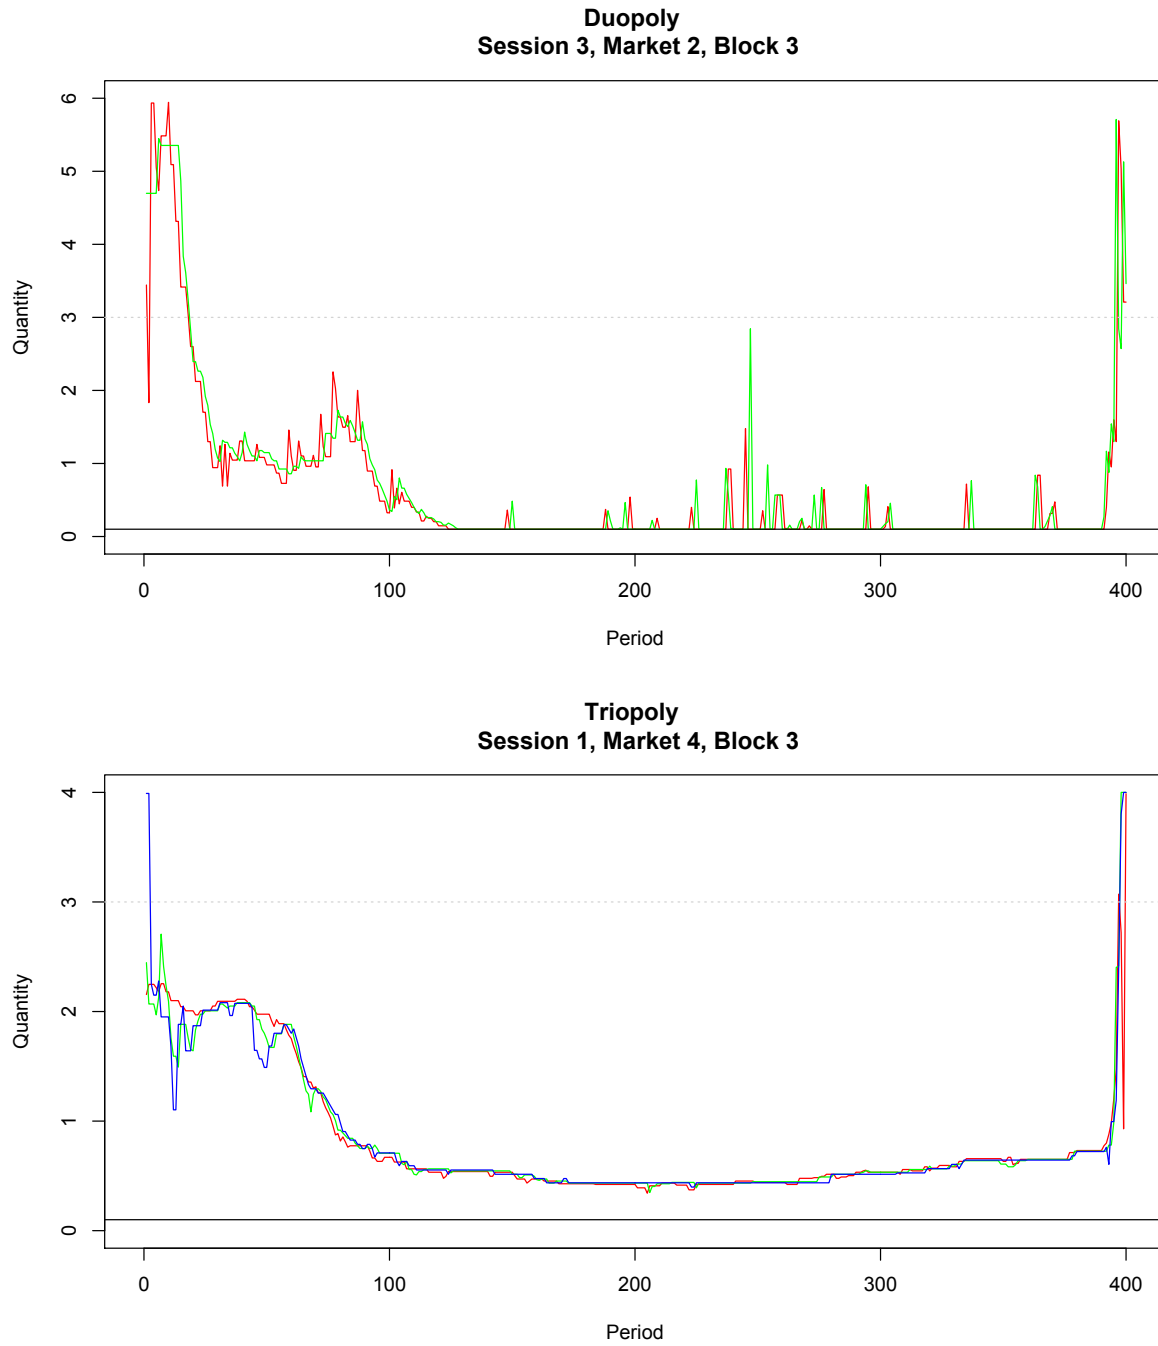 Duopoly
Session 3, Market 2, Block 3
6
5
4
3
2
1
0
Quantity
0 100 200 300 400
Period
Triopoly
Session 1, Market 4, Block 3
4
3
2
1
0
Quantity
0 100 200 300 400
Period